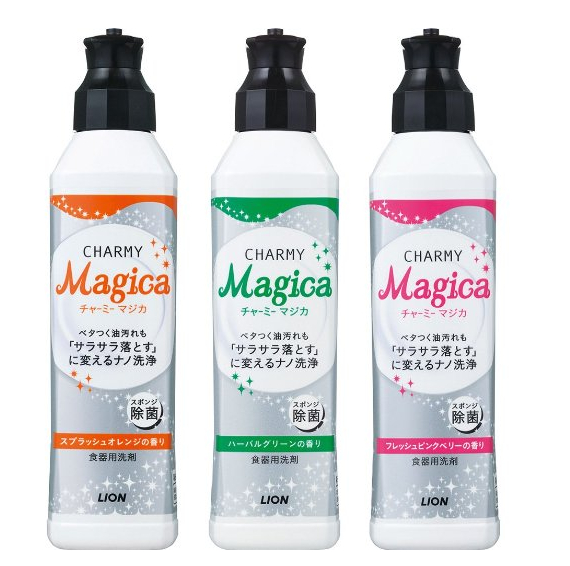 CHARMY
Magica
チャーミー マジカ
ベタつく油汚れも
「サラサラ落とす」
に変えるナノ洗浄
スポンジ
除菌
スプラッシュオレンジの香り
食器用洗剤
LION
CHARMY
Magica
チャーミー マジカ
ベタつく油汚れも
「サラサラ落とす」
に変えるナノ洗浄
スポンジ
除菌
ハーバルグリーンの香り
食器用洗剤
LION
CHARMY
Magica
チャーミー マジカ
ベタつく油汚れも
「サラサラ落とす」
に変えるナノ洗浄
スポンジ
除菌
フレッシュピンクベリーの香り
食器用洗剤
LION